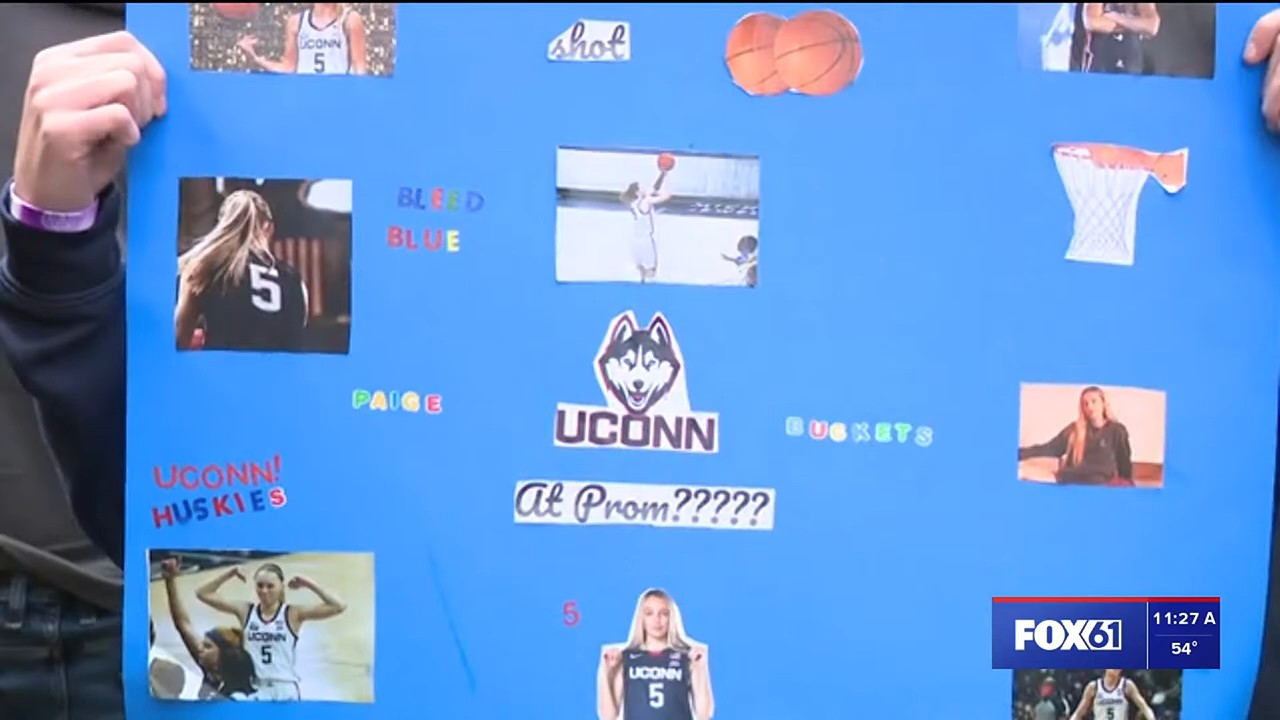 UCONN
5
shot
BLEED
BLUE
5
PAIGE
UCONN
BUCKETS
UCONN!
HUSKIES
At Prom?????
UCONN
5
5
UCONN
5
5
FOX61
11:27 A
54°